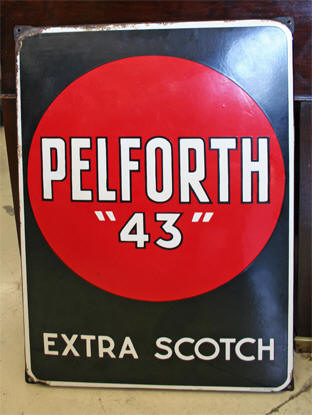 PELFORTH
"43"
EXTRA SCOTCH